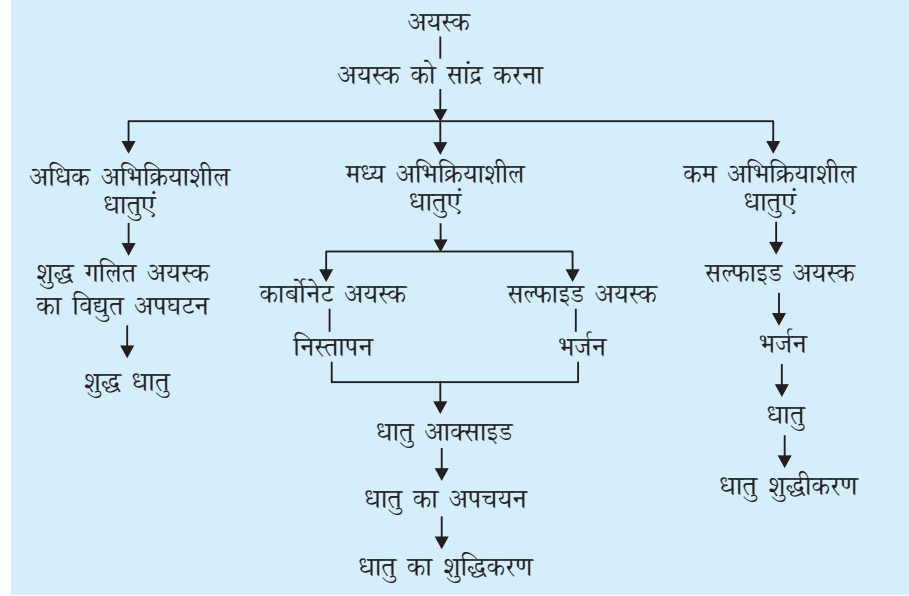 अयस्क
अयस्क को सांद्र करना
अधिक अभिक्रियाशील
धातुएं
मध्य अभिक्रियाशील
धातुएं
कम अभिक्रियाशील
धातुएं
शुद्ध गलित अयस्क
का विद्युत अपघटन
शुद्ध धातु
कार्बोनेट अयस्क
सल्फाइड अयस्क
निस्तापन
भर्जन
धातु आक्साइड
धातु का अपचयन
धातु का शुद्धिकरण
सल्फाइड अयस्क
भर्जन
धातु
धातु शुद्धीकरण